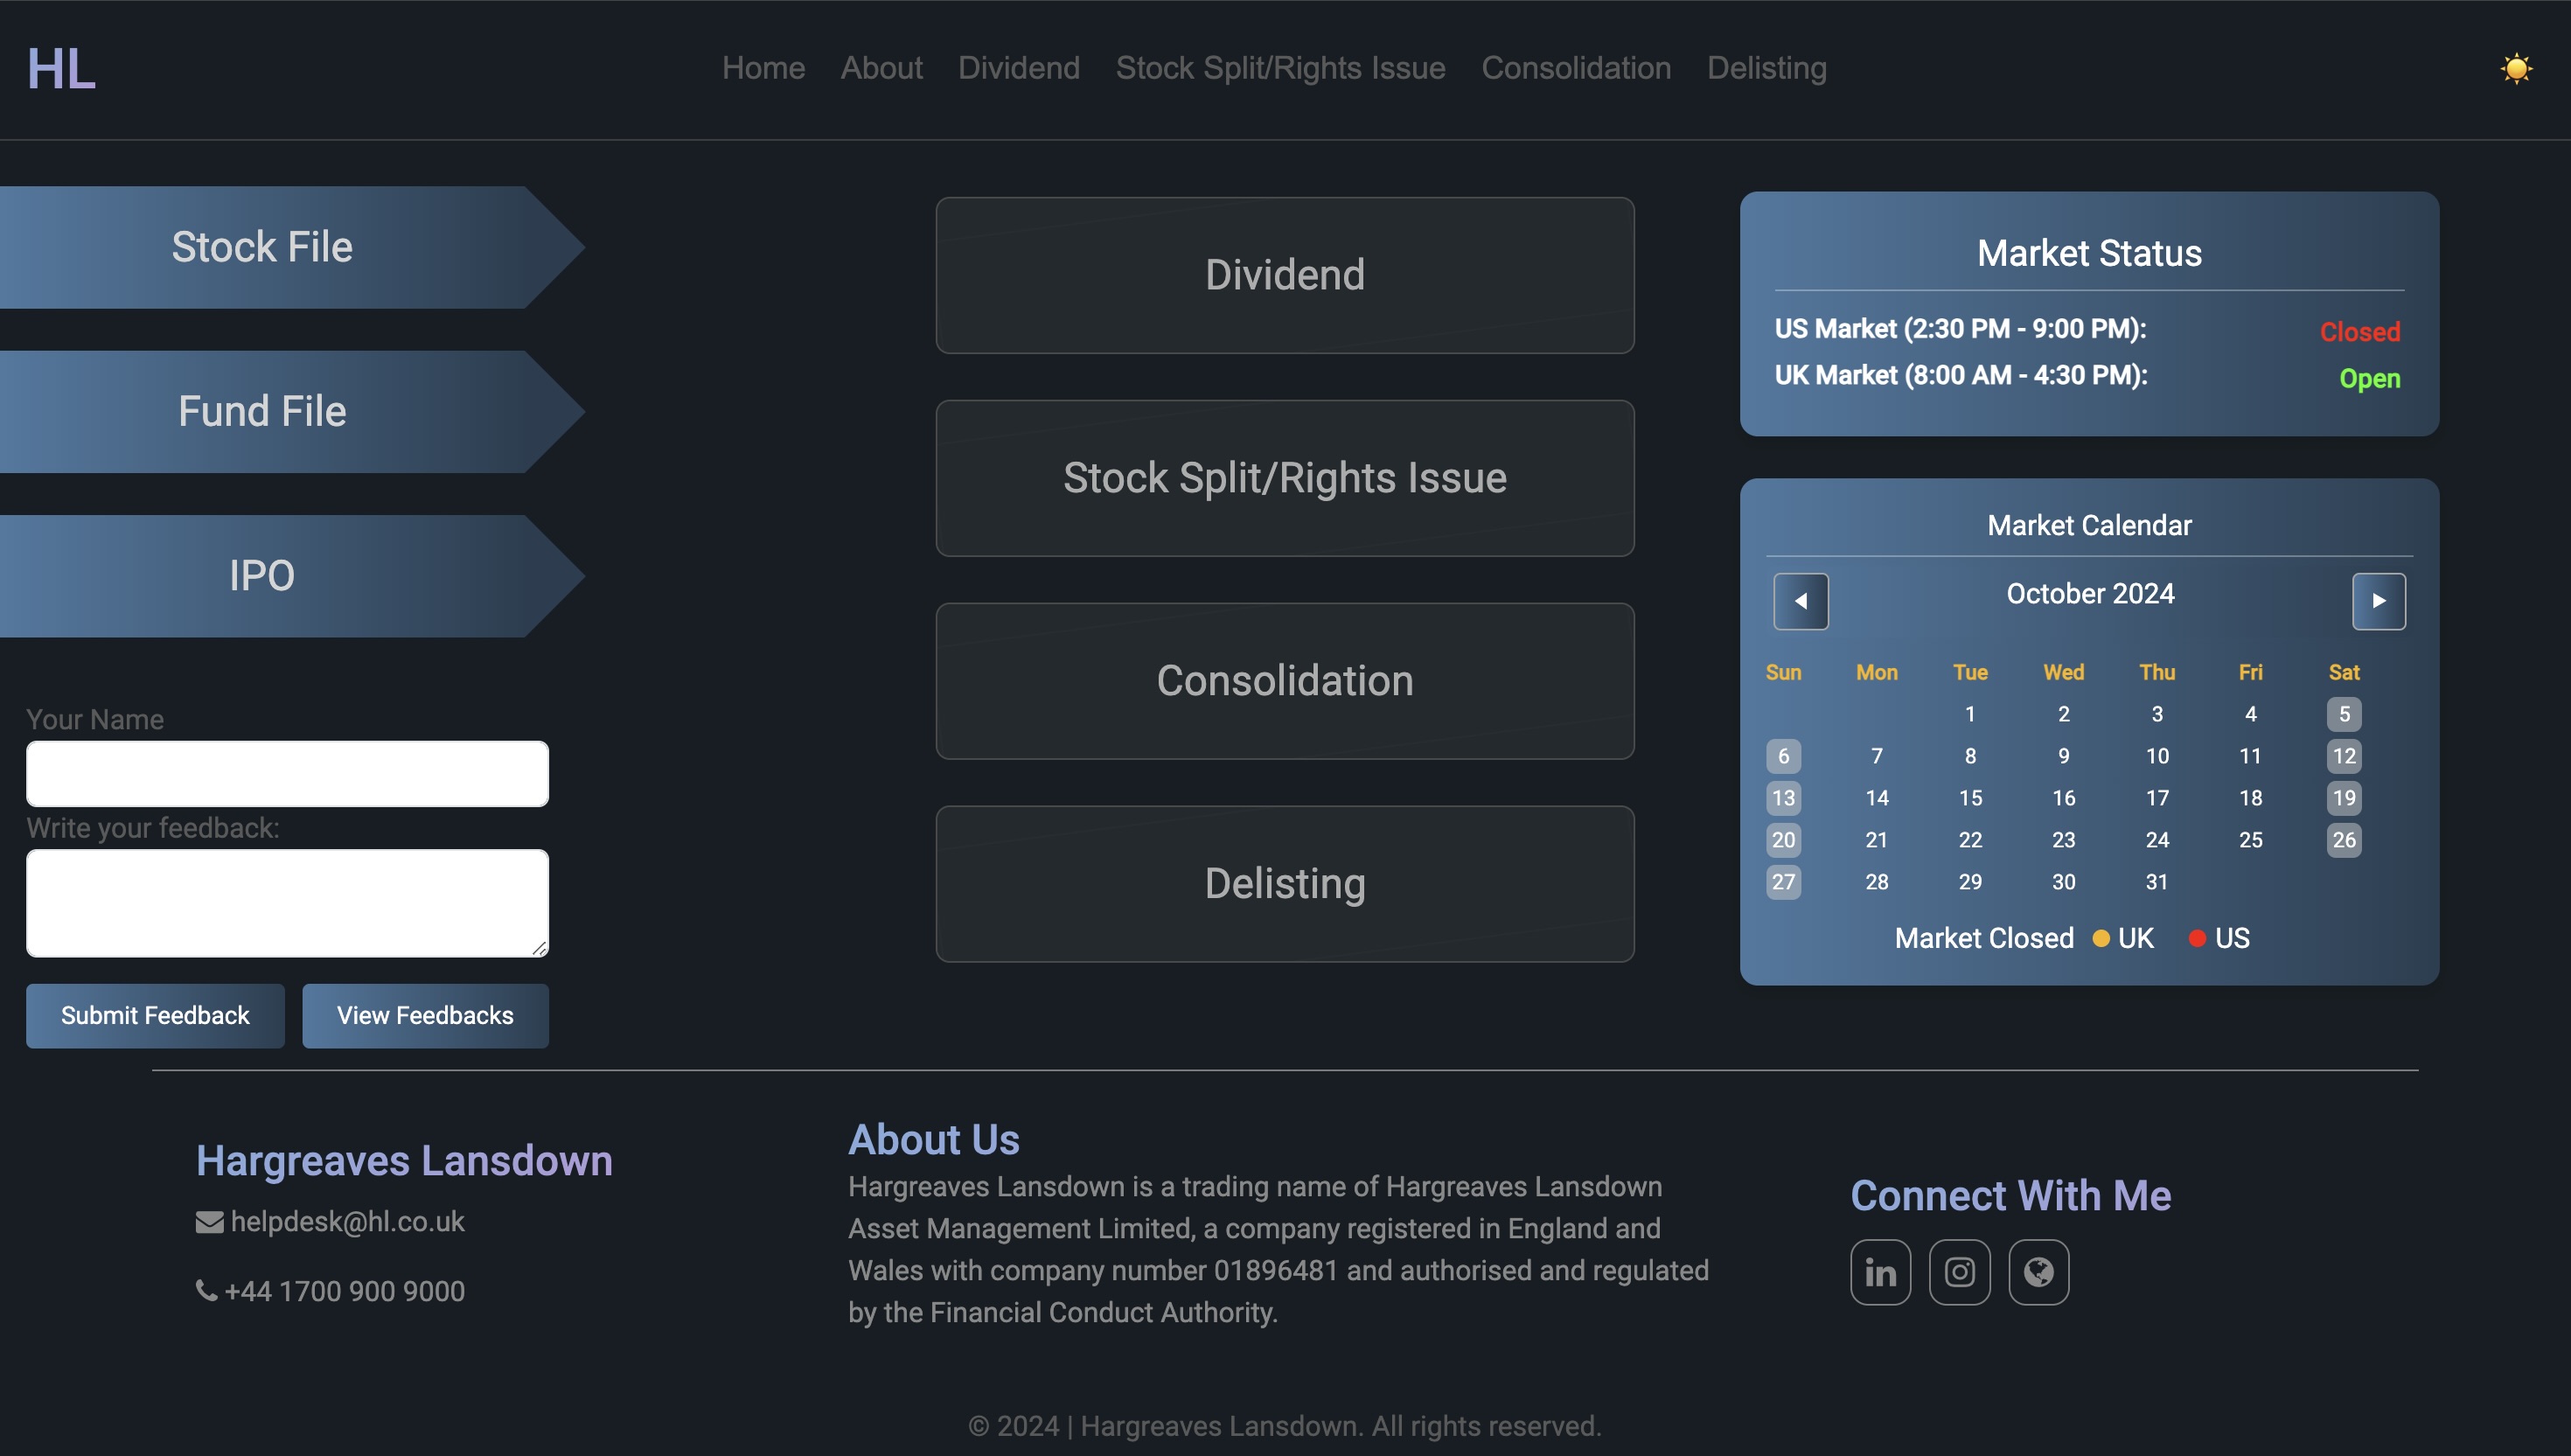 HL
Home About Dividend Stock Split/Rights Issue Consolidation Delisting
Stock File
Fund File
IPO
Your Name
Write your feedback:
Submit Feedback View Feedbacks
Dividend
Stock Split/Rights Issue
Consolidation
Delisting
Market Status
US Market (2:30 PM - 9:00 PM): Closed
UK Market (8:00 AM - 4:30 PM): Open
Market Calendar
October 2024
Sun Mon Tue Wed Thu Fri Sat
1 2 3 4 5
6 7 8 9 10 11 12
13 14 15 16 17 18 19
20 21 22 23 24 25 26
27 28 29 30 31
Market Closed UK US
Hargreaves Lansdown
helpdesk@hl.co.uk
+44 1700 900 9000
About Us
Hargreaves Lansdown is a trading name of Hargreaves Lansdown
Asset Management Limited, a company registered in England and
Wales with company number 01896481 and authorised and regulated
by the Financial Conduct Authority.
Connect With Me
in
© 2024 | Hargreaves Lansdown. All rights reserved.